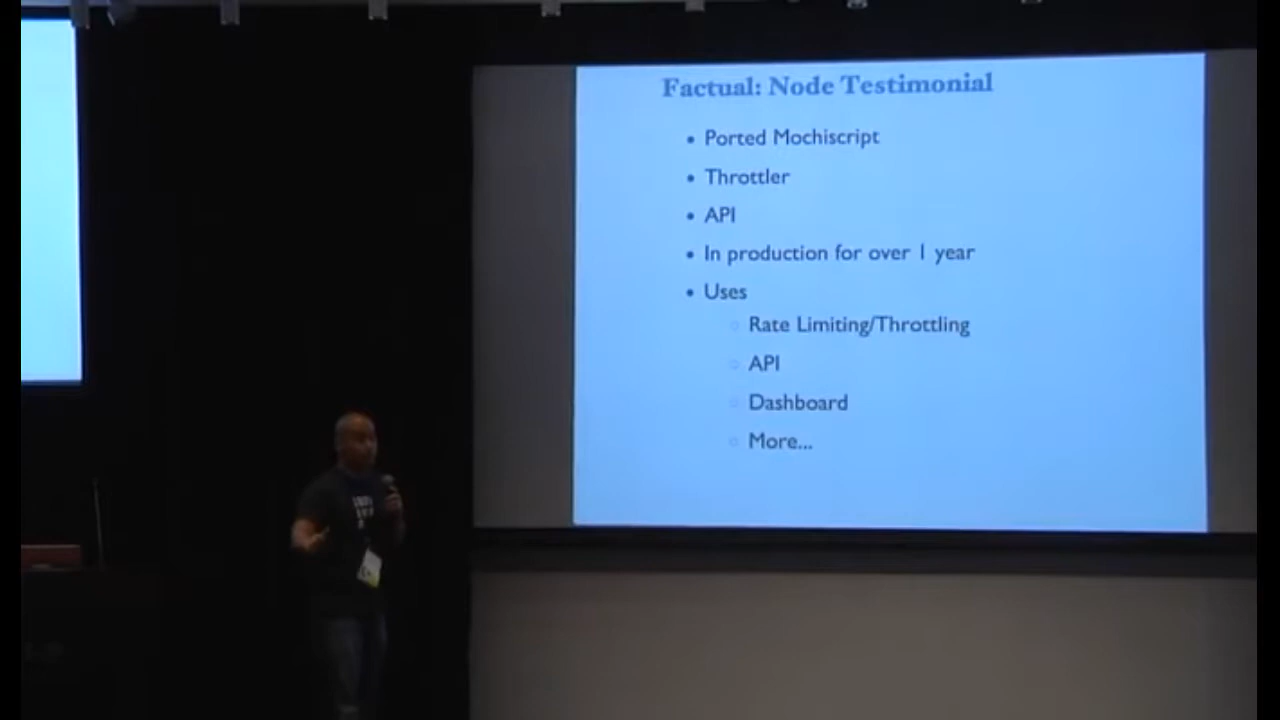 Factual: Node Testimonial
• Ported Mochiscript
• Throttler
• API
• In production for over 1 year
• Uses
○ Rate Limiting/Throttling
○ API
○ Dashboard
○ More...